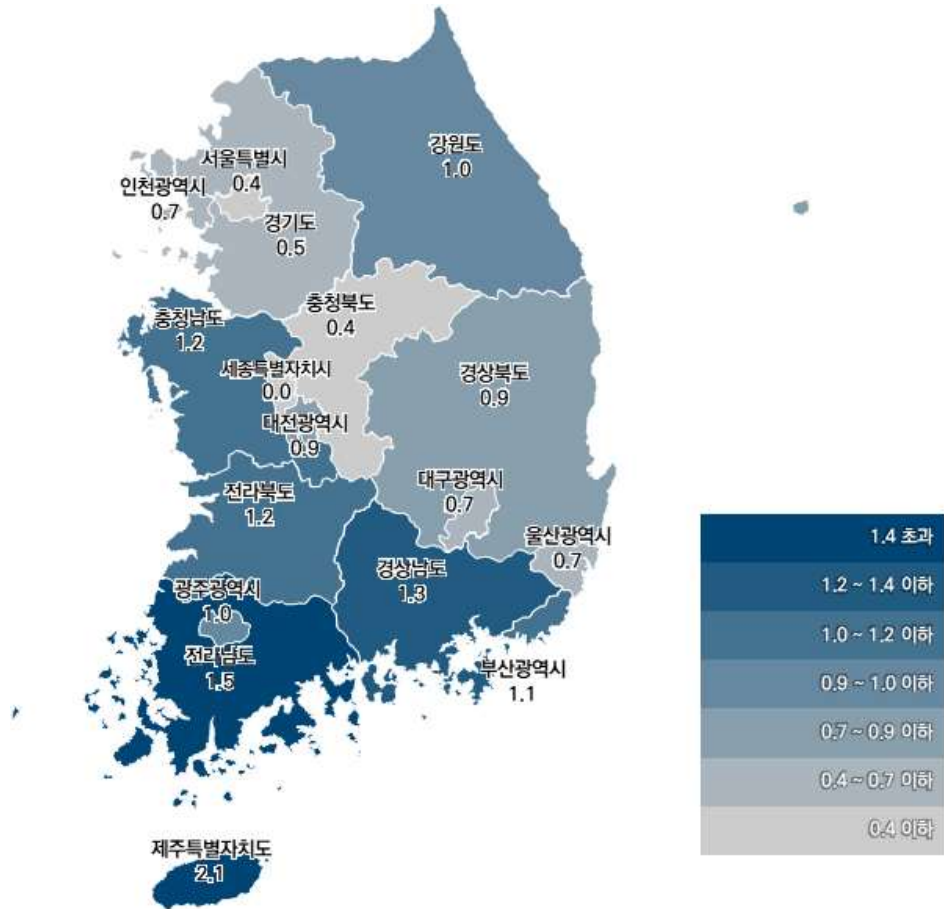 강원도
1.0
서울특별시
0.4
인천광역시
0.7
경기도
0.5
충청북도
0.4
충청남도
1.2
세종특별자치시
0.0
경상북도
0.9
대전광역시
0.9
대구광역시
0.7
전라북도
1.2
울산광역시
0.7
경상남도
1.3
광주광역시
1.0
전라남도
1.5
부산광역시
1.1
제주특별자치도
2.1
1.4 초과
1.2 ~ 1.4 이하
1.0 ~ 1.2 이하
0.9 ~ 1.0 이하
0.7 ~ 0.9 이하
0.4 ~ 0.7 이하
0.4 이하